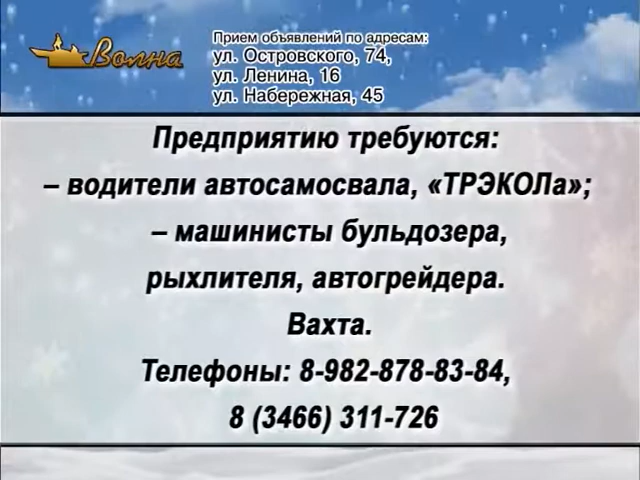 Волна
Прием объявлений по адресам:
ул. Островского, 74,
ул. Ленина, 16
ул. Набережная, 45
Предприятию требуются:
– водители автосамосвала, «ТРЭКОЛа»;
– машинисты бульдозера,
рыхлителя, автогрейдера.
Вахта.
Телефоны: 8-982-878-83-84,
8 (3466) 311-726